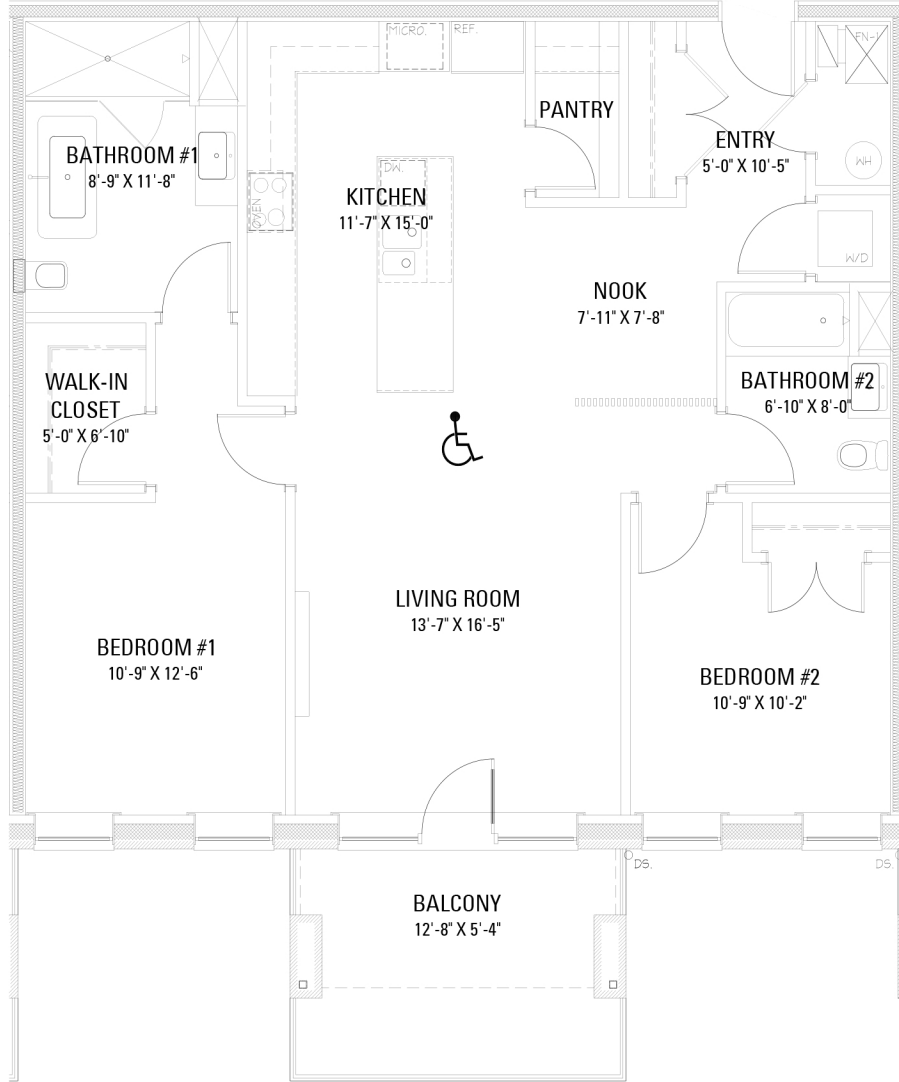 MICRO.
REF.
FN-1
PANTRY
ENTRY
5'-0" X 10'-5"
BATHROOM #1
8'-9" X 11'-8"
WH
DW.
KITCHEN
11'-7" X 15'-0"
OVEN
W/D
NOOK
7'-11" X 7'-8"
WALK-IN
CLOSET
5'-0" X 6'-10"
BATHROOM #2
6'-10" X 8'-0"
LIVING ROOM
13'-7" X 16'-5"
BEDROOM #1
10'-9" X 12'-6"
BEDROOM #2
10'-9" X 10'-2"
DS.
DS.
BALCONY
12'-8" X 5'-4"